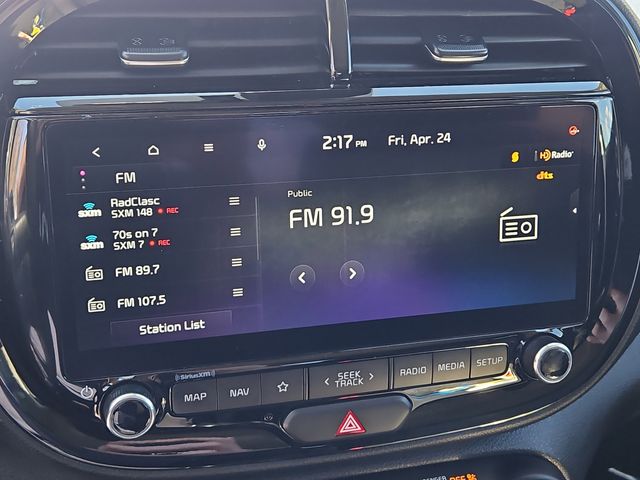 2:17 PM Fri, Apr. 24
FM
HD Radio
dts
RadClasc
sxm SXM 148 REC
70s on 7
sxm SXM 7 REC
FM 89.7
FM 107.5
Station List
Public
FM 91.9
SiriusXM
MAP NAV SEEK TRACK RADIO MEDIA SETUP